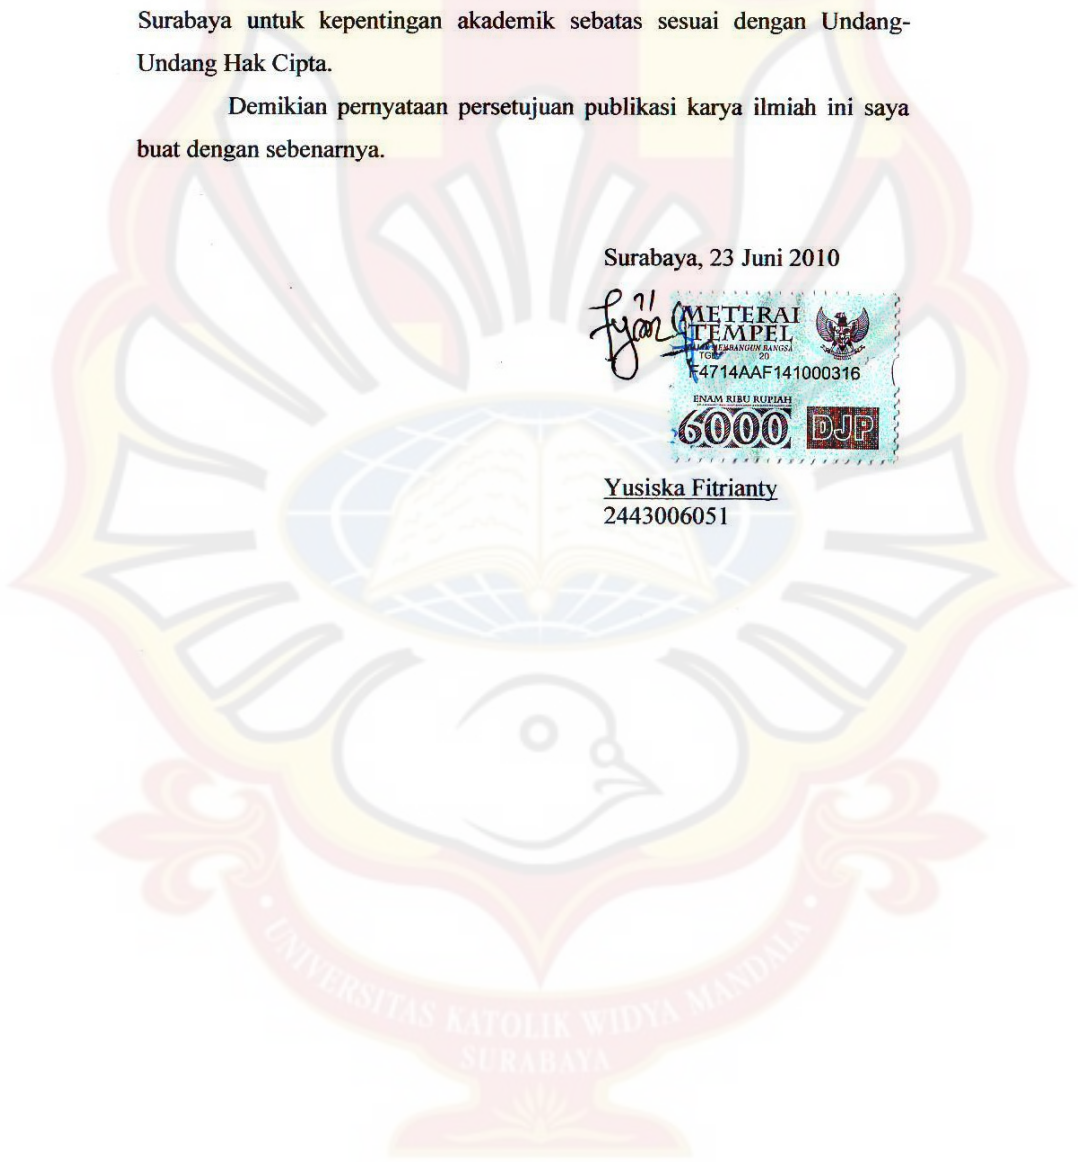 Surabaya untuk kepentingan akademik sebatas sesuai dengan Undang-
Undang Hak Cipta.
Demikian pernyataan persetujuan publikasi karya ilmiah ini saya
buat dengan sebenarnya.
Surabaya, 23 Juni 2010
METERAI
TEMPEL
MEMBANGUN BANGSA
20
F4714AAF141000316
ENAM RIBU RUPIAH
6000 DJP
Yusiska Fitrianty
2443006051
UNIVERSITAS KATOLIK WIDYA MANDALA
SURABAYA